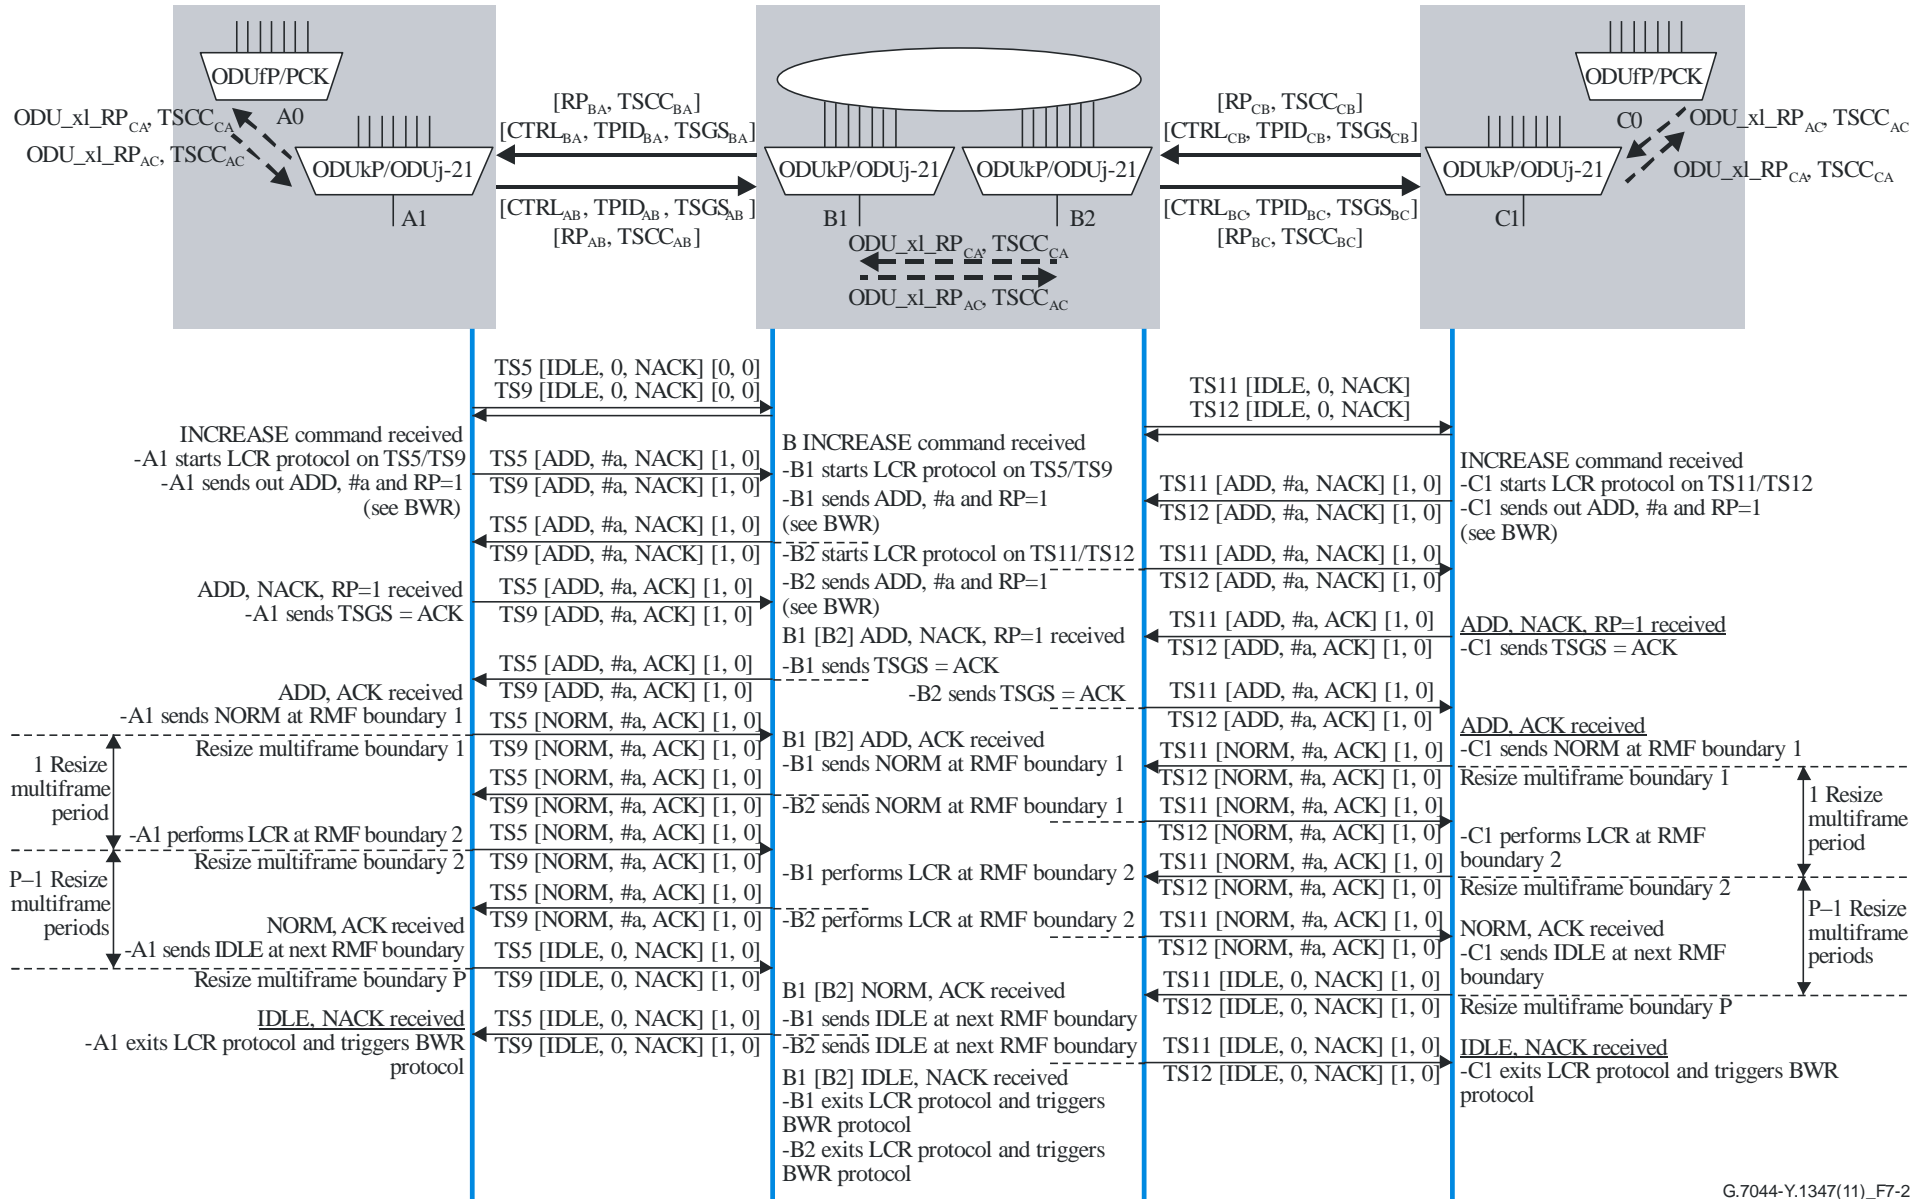 ODUfP/PCK
A0
ODU_xl_RP_CA, TSCC_CA
ODU_xl_RP_AC, TSCC_AC
ODUkP/ODUj-21
A1
[RP_BA, TSCC_BA]
[CTRL_BA, TPID_BA, TSGS_BA]
[CTRL_AB, TPID_AB, TSGS_AB]
[RP_AB, TSCC_AB]
ODUkP/ODUj-21
ODUkP/ODUj-21
B1
B2
ODU_xl_RP_CA, TSCC_CA
ODU_xl_RP_AC, TSCC_AC
[RP_CB, TSCC_CB]
[CTRL_CB, TPID_CB, TSGS_CB]
[CTRL_BC, TPID_BC, TSGS_BC]
[RP_BC, TSCC_BC]
ODUfP/PCK
C0
ODU_xl_RP_AC, TSCC_AC
ODU_xl_RP_CA, TSCC_CA
ODUkP/ODUj-21
C1
INCREASE command received
-A1 starts LCR protocol on TS5/TS9
-A1 sends out ADD, #a and RP=1
(see BWR)
ADD, NACK, RP=1 received
-A1 sends TSGS = ACK
ADD, ACK received
-A1 sends NORM at RMF boundary 1
Resize multiframe boundary 1
1 Resize
multiframe
period
-A1 performs LCR at RMF boundary 2
Resize multiframe boundary 2
P–1 Resize
multiframe
periods
NORM, ACK received
-A1 sends IDLE at next RMF boundary
Resize multiframe boundary P
IDLE, NACK received
-A1 exits LCR protocol and triggers BWR
protocol
TS5 [IDLE, 0, NACK] [0, 0]
TS9 [IDLE, 0, NACK] [0, 0]
TS5 [ADD, #a, NACK] [1, 0]
TS9 [ADD, #a, NACK] [1, 0]
TS5 [ADD, #a, NACK] [1, 0]
TS9 [ADD, #a, NACK] [1, 0]
TS5 [ADD, #a, ACK] [1, 0]
TS9 [ADD, #a, ACK] [1, 0]
TS5 [ADD, #a, ACK] [1, 0]
TS9 [ADD, #a, ACK] [1, 0]
TS5 [NORM, #a, ACK] [1, 0]
TS9 [NORM, #a, ACK] [1, 0]
TS5 [NORM, #a, ACK] [1, 0]
TS9 [NORM, #a, ACK] [1, 0]
TS5 [NORM, #a, ACK] [1, 0]
TS9 [NORM, #a, ACK] [1, 0]
TS5 [NORM, #a, ACK] [1, 0]
TS9 [NORM, #a, ACK] [1, 0]
TS5 [IDLE, 0, NACK] [1, 0]
TS9 [IDLE, 0, NACK] [1, 0]
TS5 [IDLE, 0, NACK] [1, 0]
TS9 [IDLE, 0, NACK] [1, 0]
B INCREASE command received
-B1 starts LCR protocol on TS5/TS9
-B1 sends ADD, #a and RP=1
(see BWR)
-B2 starts LCR protocol on TS11/TS12
-B2 sends ADD, #a and RP=1
(see BWR)
B1 [B2] ADD, NACK, RP=1 received
-B1 sends TSGS = ACK
-B2 sends TSGS = ACK
B1 [B2] ADD, ACK received
-B1 sends NORM at RMF boundary 1
-B2 sends NORM at RMF boundary 1
-B1 performs LCR at RMF boundary 2
-B2 performs LCR at RMF boundary 2
B1 [B2] NORM, ACK received
-B1 sends IDLE at next RMF boundary
-B2 sends IDLE at next RMF boundary
B1 [B2] IDLE, NACK received
-B1 exits LCR protocol and triggers
BWR protocol
-B2 exits LCR protocol and triggers
BWR protocol
TS11 [IDLE, 0, NACK]
TS12 [IDLE, 0, NACK]
TS11 [ADD, #a, NACK] [1, 0]
TS12 [ADD, #a, NACK] [1, 0]
TS11 [ADD, #a, NACK] [1, 0]
TS12 [ADD, #a, NACK] [1, 0]
TS11 [ADD, #a, ACK] [1, 0]
TS12 [ADD, #a, ACK] [1, 0]
TS11 [ADD, #a, ACK] [1, 0]
TS12 [ADD, #a, ACK] [1, 0]
TS11 [NORM, #a, ACK] [1, 0]
TS12 [NORM, #a, ACK] [1, 0]
TS11 [NORM, #a, ACK] [1, 0]
TS12 [NORM, #a, ACK] [1, 0]
TS11 [NORM, #a, ACK] [1, 0]
TS12 [NORM, #a, ACK] [1, 0]
TS11 [NORM, #a, ACK] [1, 0]
TS12 [NORM, #a, ACK] [1, 0]
TS11 [IDLE, 0, NACK] [1, 0]
TS12 [IDLE, 0, NACK] [1, 0]
TS11 [IDLE, 0, NACK] [1, 0]
TS12 [IDLE, 0, NACK] [1, 0]
INCREASE command received
-C1 starts LCR protocol on TS11/TS12
-C1 sends out ADD, #a and RP=1
(see BWR)
ADD, NACK, RP=1 received
-C1 sends TSGS = ACK
ADD, ACK received
-C1 sends NORM at RMF boundary 1
Resize multiframe boundary 1
1 Resize
multiframe
period
-C1 performs LCR at RMF
boundary 2
Resize multiframe boundary 2
P–1 Resize
multiframe
periods
NORM, ACK received
-C1 sends IDLE at next RMF
boundary
Resize multiframe boundary P
IDLE, NACK received
-C1 exits LCR protocol and triggers BWR
protocol
G.7044-Y.1347(11)_F7-2